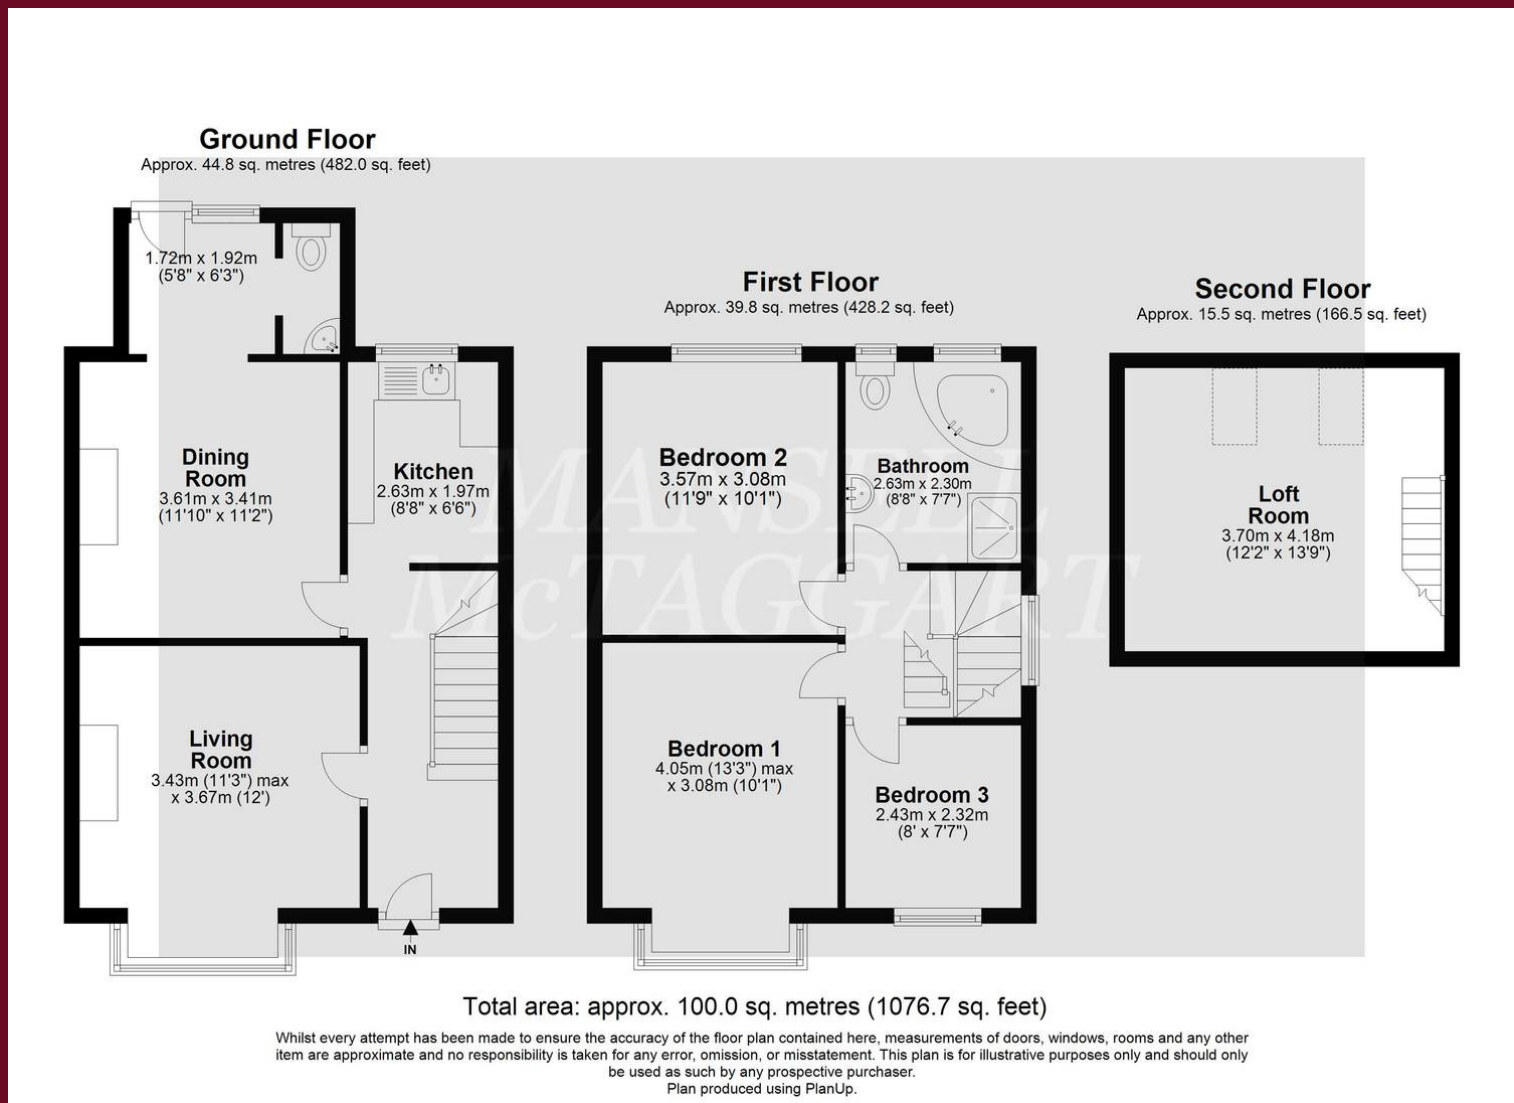 Ground Floor
Approx. 44.8 sq. metres (482.0 sq. feet)
1.72m x 1.92m
(5'8" x 6'3")
Dining
Room
3.61m x 3.41m
(11'10" x 11'2")
Kitchen
2.63m x 1.97m
(8'8" x 6'6")
Living
Room
3.43m (11'3") max
x 3.67m (12')
IN
First Floor
Approx. 39.8 sq. metres (428.2 sq. feet)
Bedroom 2
3.57m x 3.08m
(11'9" x 10'1")
Bathroom
2.63m x 2.30m
(8'8" x 7'7")
Bedroom 1
4.05m (13'3") max
x 3.08m (10'1")
Bedroom 3
2.43m x 2.32m
(8' x 7'7")
Second Floor
Approx. 15.5 sq. metres (166.5 sq. feet)
Loft
Room
3.70m x 4.18m
(12'2" x 13'9")
MANSELL
McTAGGART
Total area: approx. 100.0 sq. metres (1076.7 sq. feet)
Whilst every attempt has been made to ensure the accuracy of the floor plan contained here, measurements of doors, windows, rooms and any other
item are approximate and no responsibility is taken for any error, omission, or misstatement. This plan is for illustrative purposes only and should only
be used as such by any prospective purchaser.
Plan produced using PlanUp.